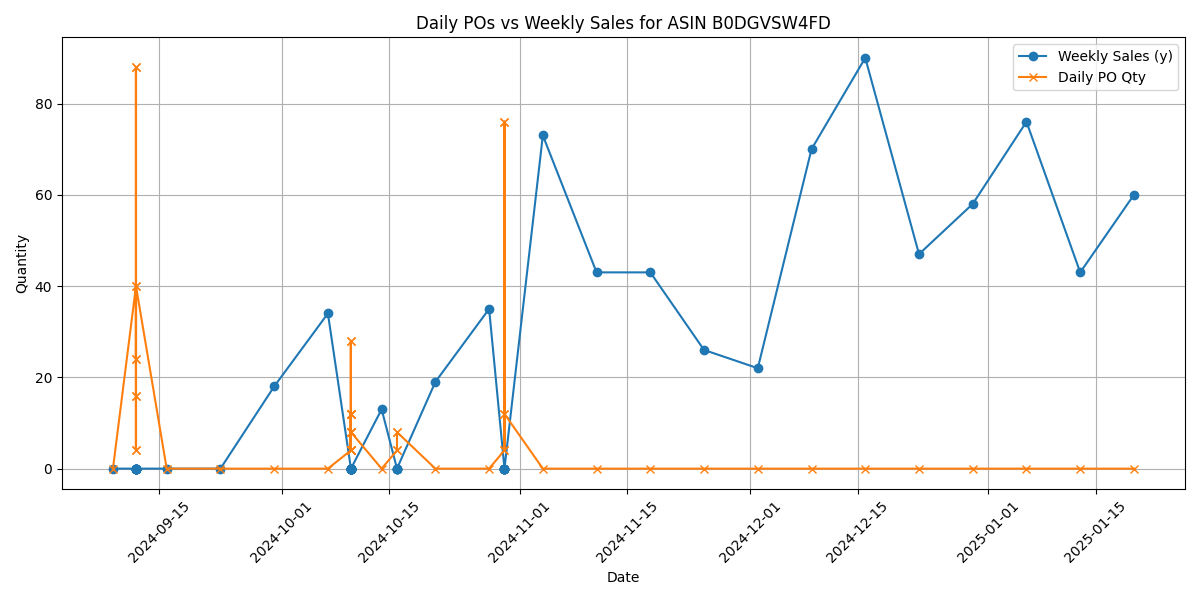 Daily POs vs Weekly Sales for ASIN B0DGVSW4FD
Weekly Sales (y)
Daily PO Qty
Quantity
80
60
40
20
0
2024-09-15
2024-10-01
2024-10-15
2024-11-01
2024-11-15
2024-12-01
2024-12-15
2025-01-01
2025-01-15
Date